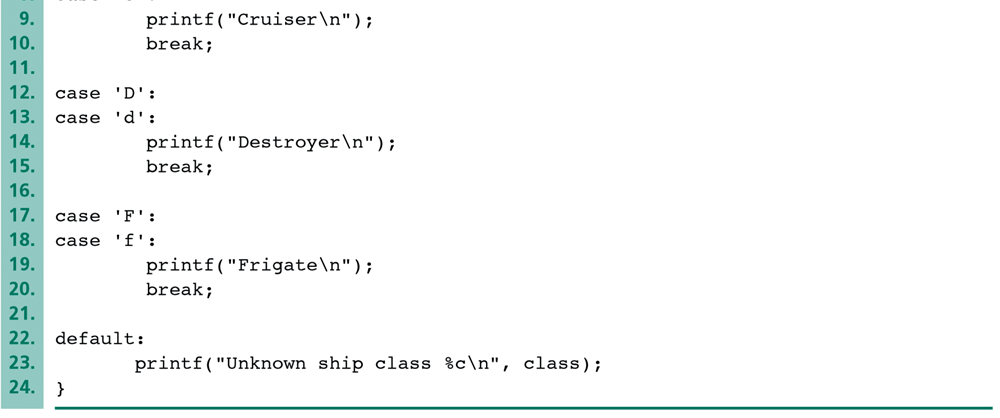 9. printf("Cruiser\n");
10. break;
11.
12. case 'D':
13. case 'd':
14. printf("Destroyer\n");
15. break;
16.
17. case 'F':
18. case 'f':
19. printf("Frigate\n");
20. break;
21.
22. default:
23. printf("Unknown ship class %c\n", class);
24. }